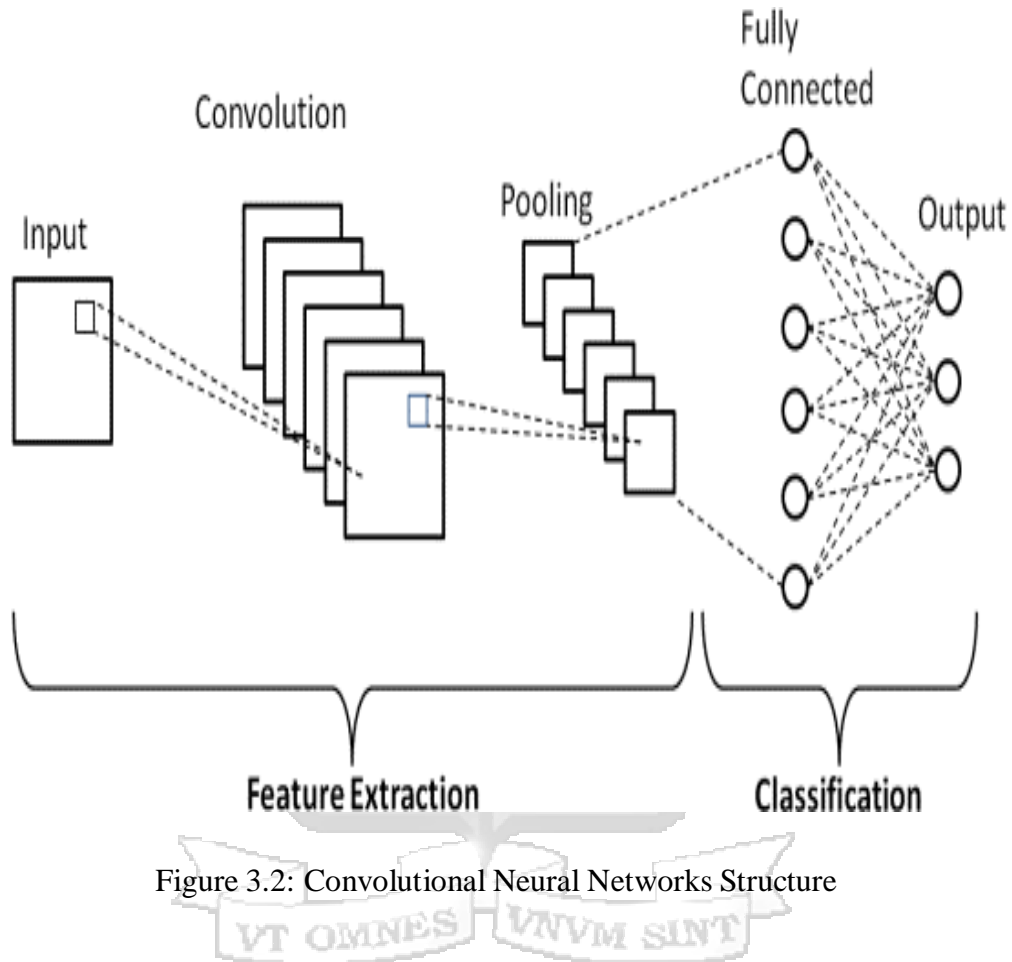 Fully
Connected
Convolution
Pooling
Output
Input
Feature Extraction
Classification
Figure 3.2: Convolutional Neural Networks Structure
VT OMNES VNVM SINT